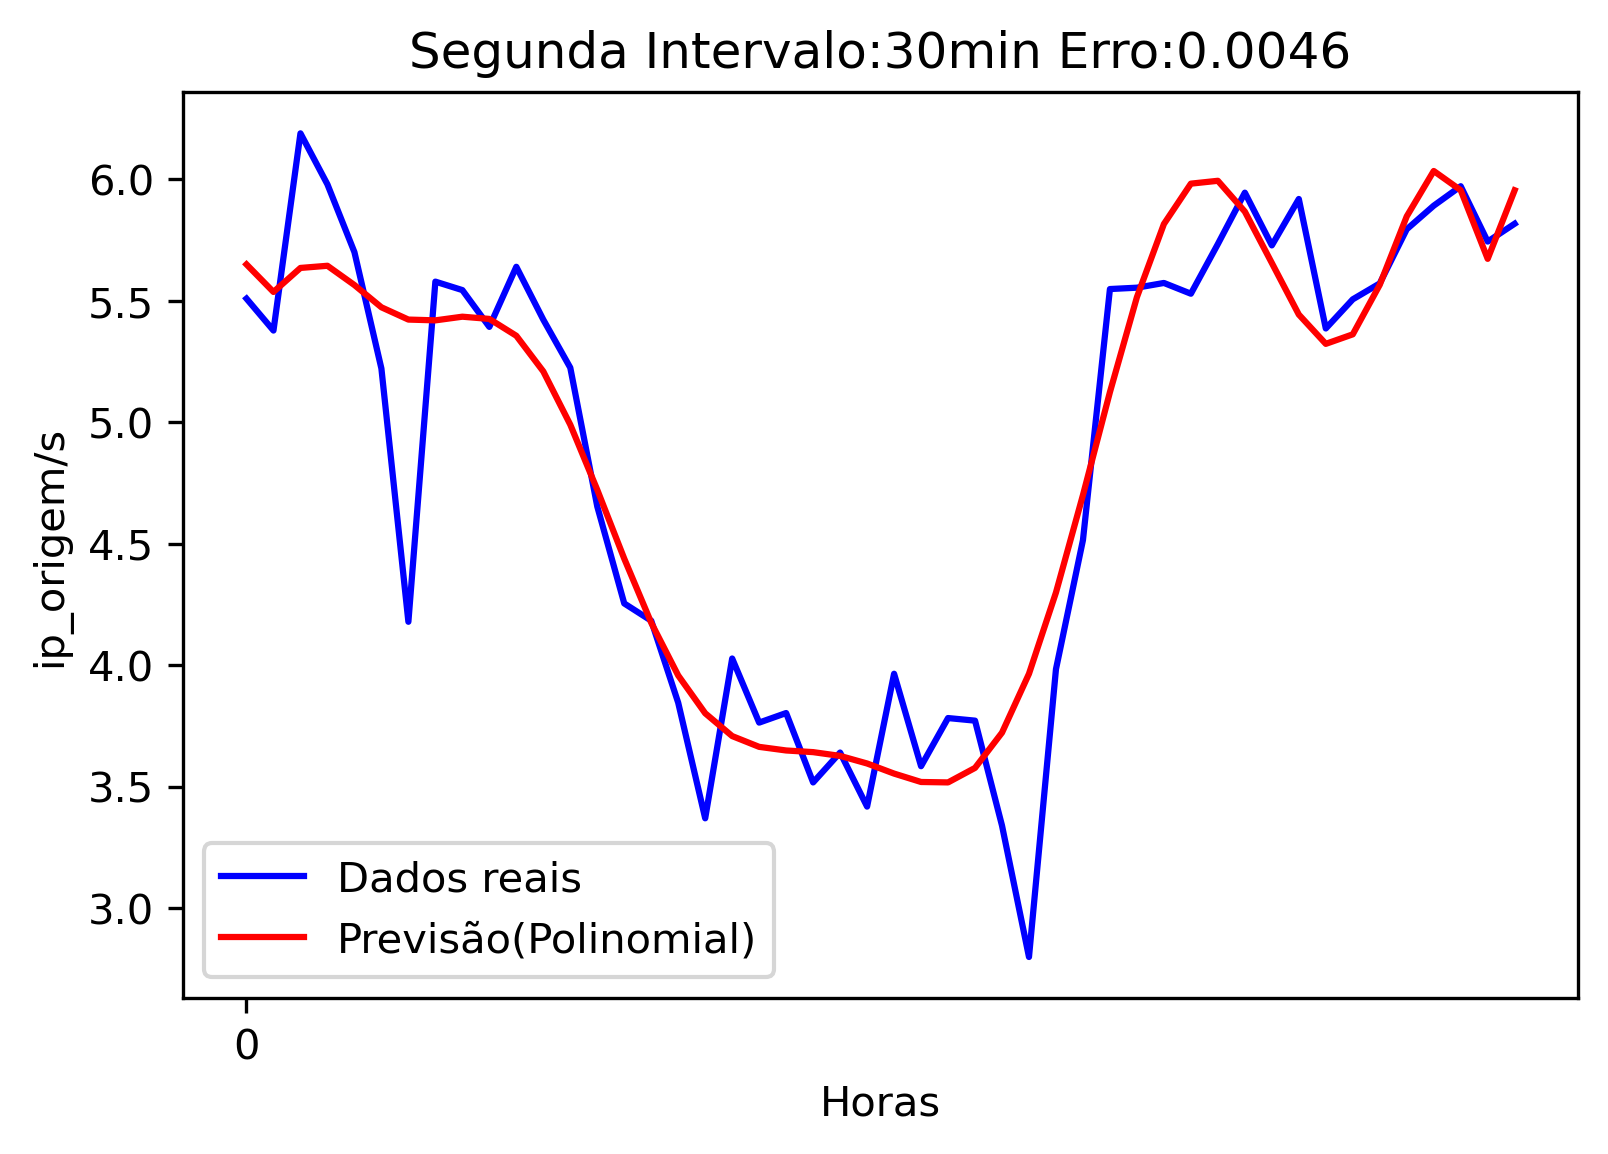 Segunda Intervalo:30min Erro:0.0046
6.0
5.5
5.0
4.5
4.0
3.5
3.0
ip_origem/s
Dados reais
Previsão(Polinomial)
0
Horas